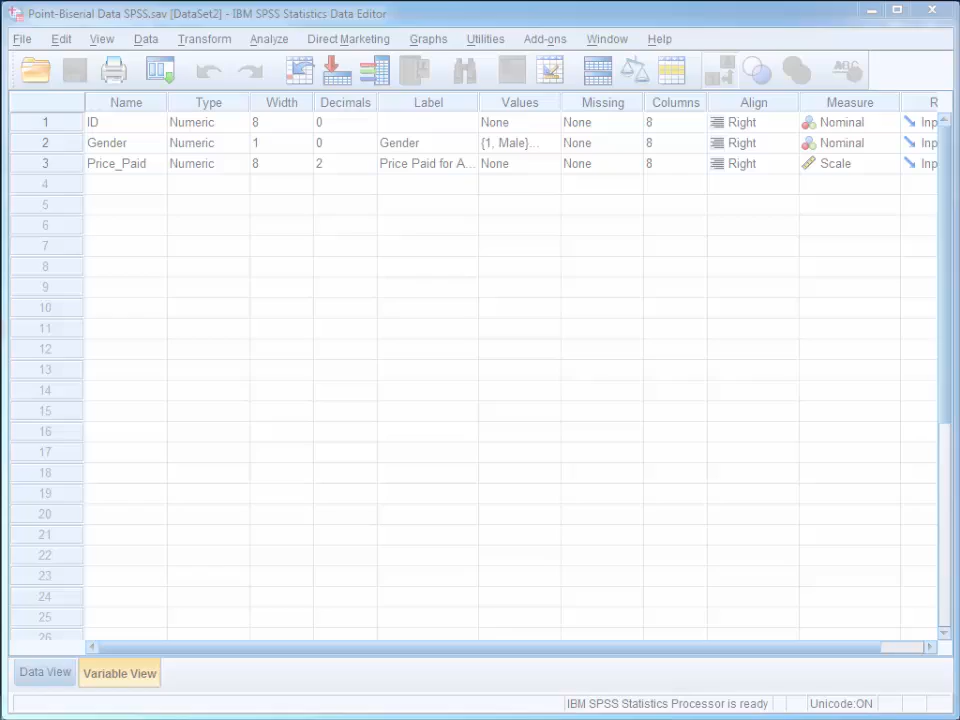 Point-Biserial Data SPSS.sav [DataSet2] - IBM SPSS Statistics Data Editor
File Edit View Data Transform Analyze Direct Marketing Graphs Utilities Add-ons Window Help
ABC
Name Type Width Decimals Label Values Missing Columns Align Measure R
1 ID Numeric 8 0 None None 8 Right Nominal Inp
2 Gender Numeric 1 0 Gender {1, Male}... None 8 Right Nominal Inp
3 Price_Paid Numeric 8 2 Price Paid for A... None None 8 Right Scale Inp
4
5
6
7
8
9
10
11
12
13
14
15
16
17
18
19
20
21
22
23
24
25
26
Data View Variable View
IBM SPSS Statistics Processor is ready Unicode:ON